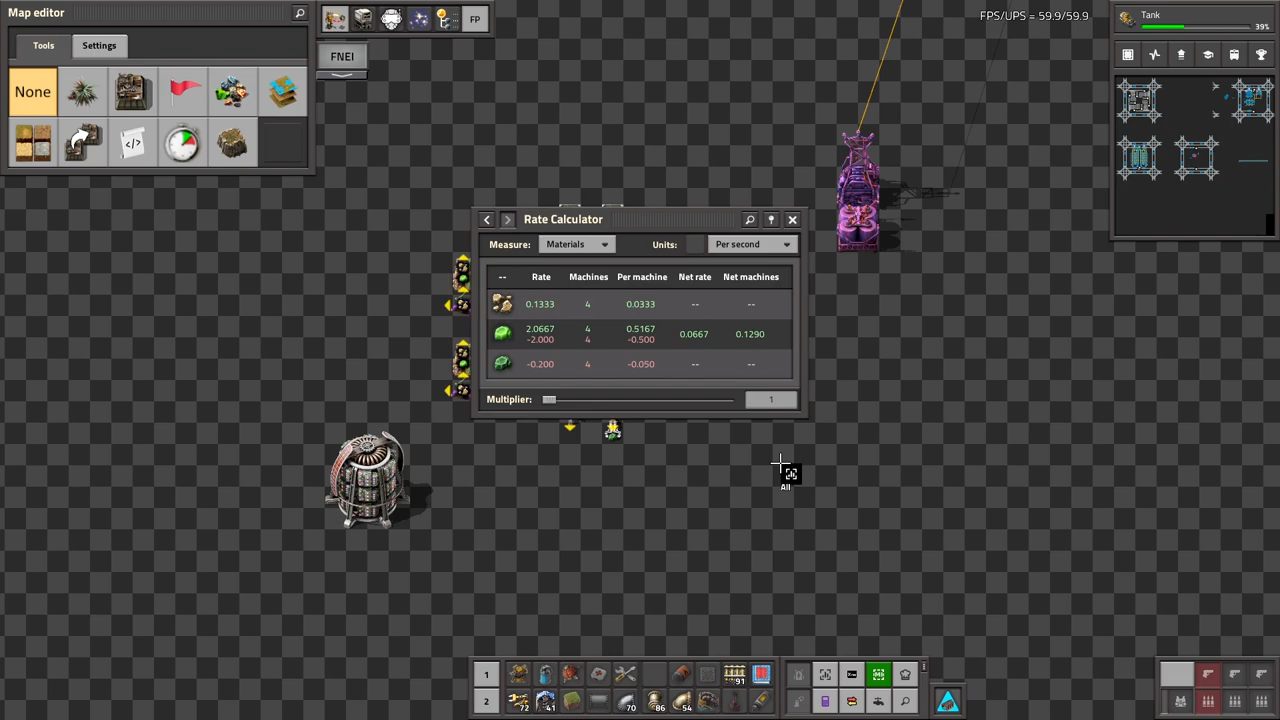 Map editor
FP
FPS/UPS = 59.9/59.9
Tank
39%
Tools
Settings
FNEI
None
</>
Rate Calculator
Measure:
Materials
Units:
Per second
-- Rate Machines Per machine Net rate Net machines
0.1333 4 0.0333 -- --
2.0667 4 0.5167 0.0667 0.1290
-2.000 4 -0.500
-0.200 4 -0.050 -- --
Multiplier:
1
All
1
91
2
72
41
70
86
54